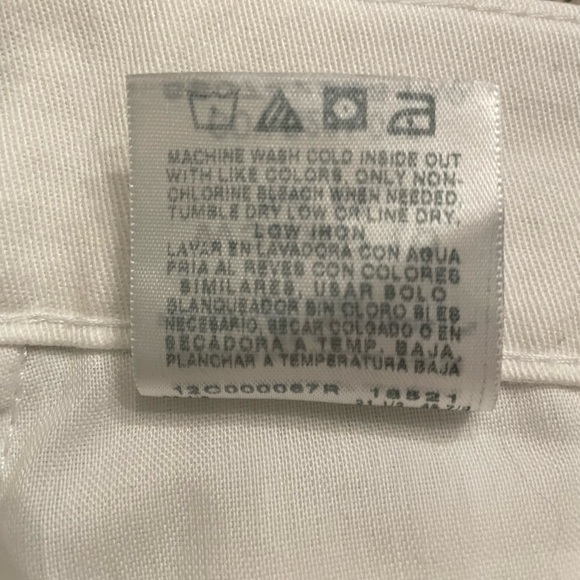 MACHINE WASH COLD INSIDE OUT
WITH LIKE COLORS, ONLY NON-
CHLORINE BLEACH WHEN NEEDED,
TUMBLE DRY LOW OR LINE DRY,
LOW IRON
LAVAR EN LAVADORA CON AGUA
FRIA AL REVES CON COLORES
SIMILARES, USAR SOLO
BLANQUEADOR SIN CLORO SI ES
NECESARIO, SECAR COLGADO O EN
SECADORA A TEMP. BAJA,
PLANCHAR A TEMPERATURA BAJA
12C000067R 18521